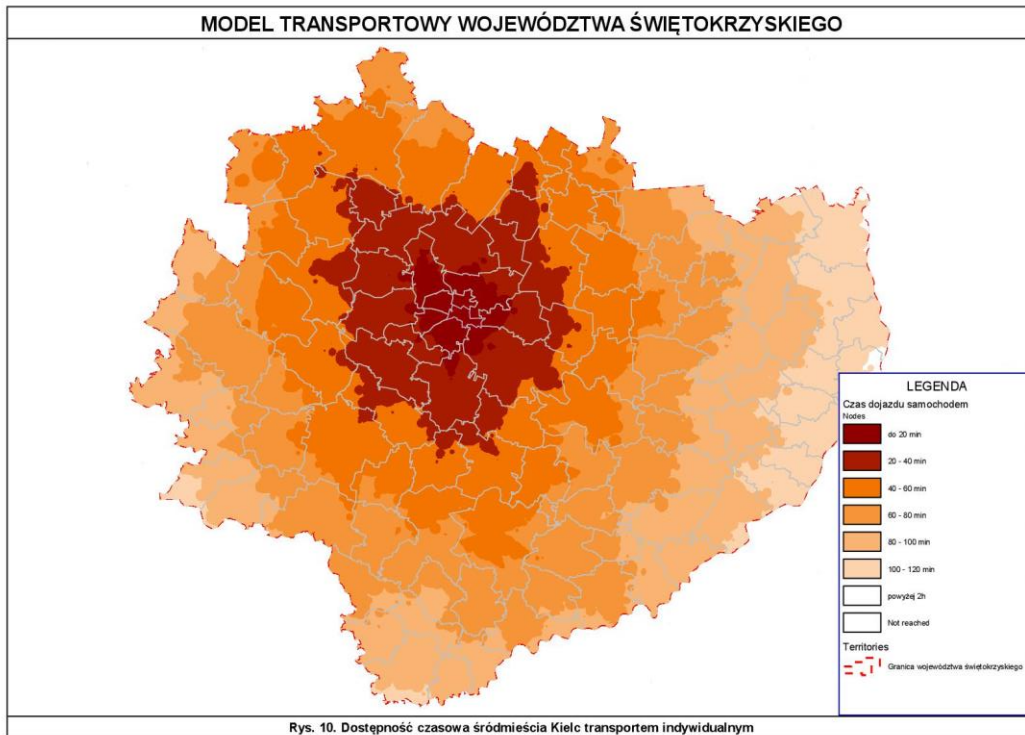 MODEL TRANSPORTOWY WOJEWÓDZTWA ŚWIĘTOKRZYSKIEGO
LEGENDA
Czas dojazdu samochodem
Nodes
do 20 min
20 - 40 min
40 - 60 min
60 - 80 min
80 - 100 min
100 - 120 min
powyżej 2h
Not reached
Territories
Granica województwa świętokrzyskiego
Rys. 10. Dostępność czasowa śródmieścia Kielc transportem indywidualnym